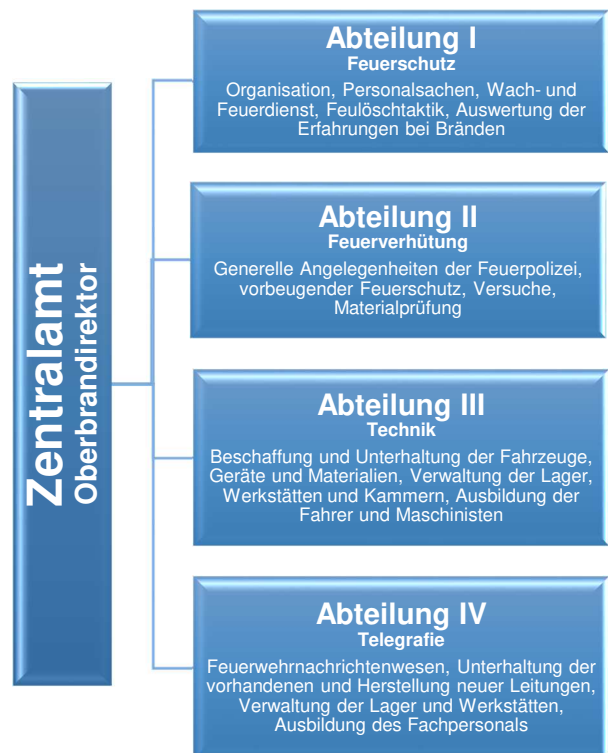 Zentralamt
Oberbrandirektor
Abteilung I
Feuerschutz
Organisation, Personalsachen, Wach- und
Feuerdienst, Feulöschtaktik, Auswertung der
Erfahrungen bei Bränden
Abteilung II
Feuerverhütung
Generelle Angelegenheiten der Feuerpolizei,
vorbeugender Feuerschutz, Versuche,
Materialprüfung
Abteilung III
Technik
Beschaffung und Unterhaltung der Fahrzeuge,
Geräte und Materialien, Verwaltung der Lager,
Werkstätten und Kammern, Ausbildung der
Fahrer und Maschinisten
Abteilung IV
Telegrafie
Feuerwehrnachrichtenwesen, Unterhaltung der
vorhandenen und Herstellung neuer Leitungen,
Verwaltung der Lager und Werkstätten,
Ausbildung des Fachpersonals